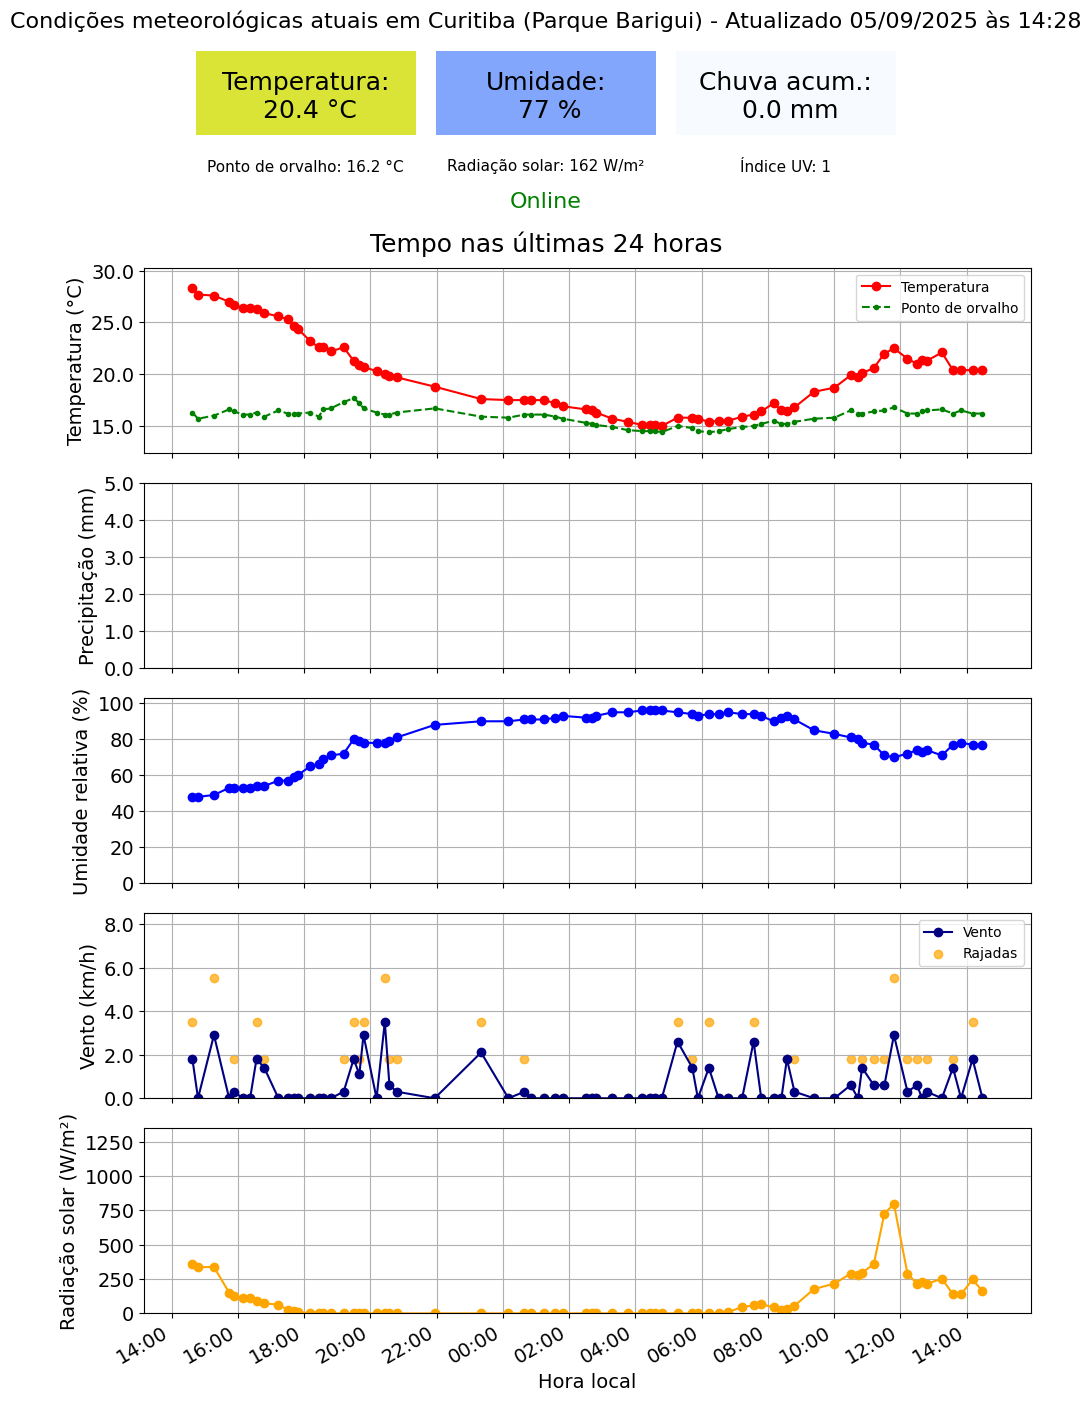 Condições meteorológicas atuais em Curitiba (Parque Barigui) - Atualizado 05/09/2025 às 14:28
Temperatura:
20.4 °C
Umidade:
77 %
Chuva acum.:
0.0 mm
Ponto de orvalho: 16.2 °C
Radiação solar: 162 W/m²
Índice UV: 1
Online
Tempo nas últimas 24 horas
Temperatura (°C)
30.0
25.0
20.0
15.0
Temperatura
Ponto de orvalho
Precipitação (mm)
5.0
4.0
3.0
2.0
1.0
0.0
Umidade relativa (%)
100
80
60
40
20
0
Vento (km/h)
8.0
6.0
4.0
2.0
0.0
Vento
Rajadas
Radiação solar (W/m²)
1250
1000
750
500
250
0
14:00
16:00
18:00
20:00
22:00
00:00
02:00
04:00
06:00
08:00
10:00
12:00
14:00
Hora local